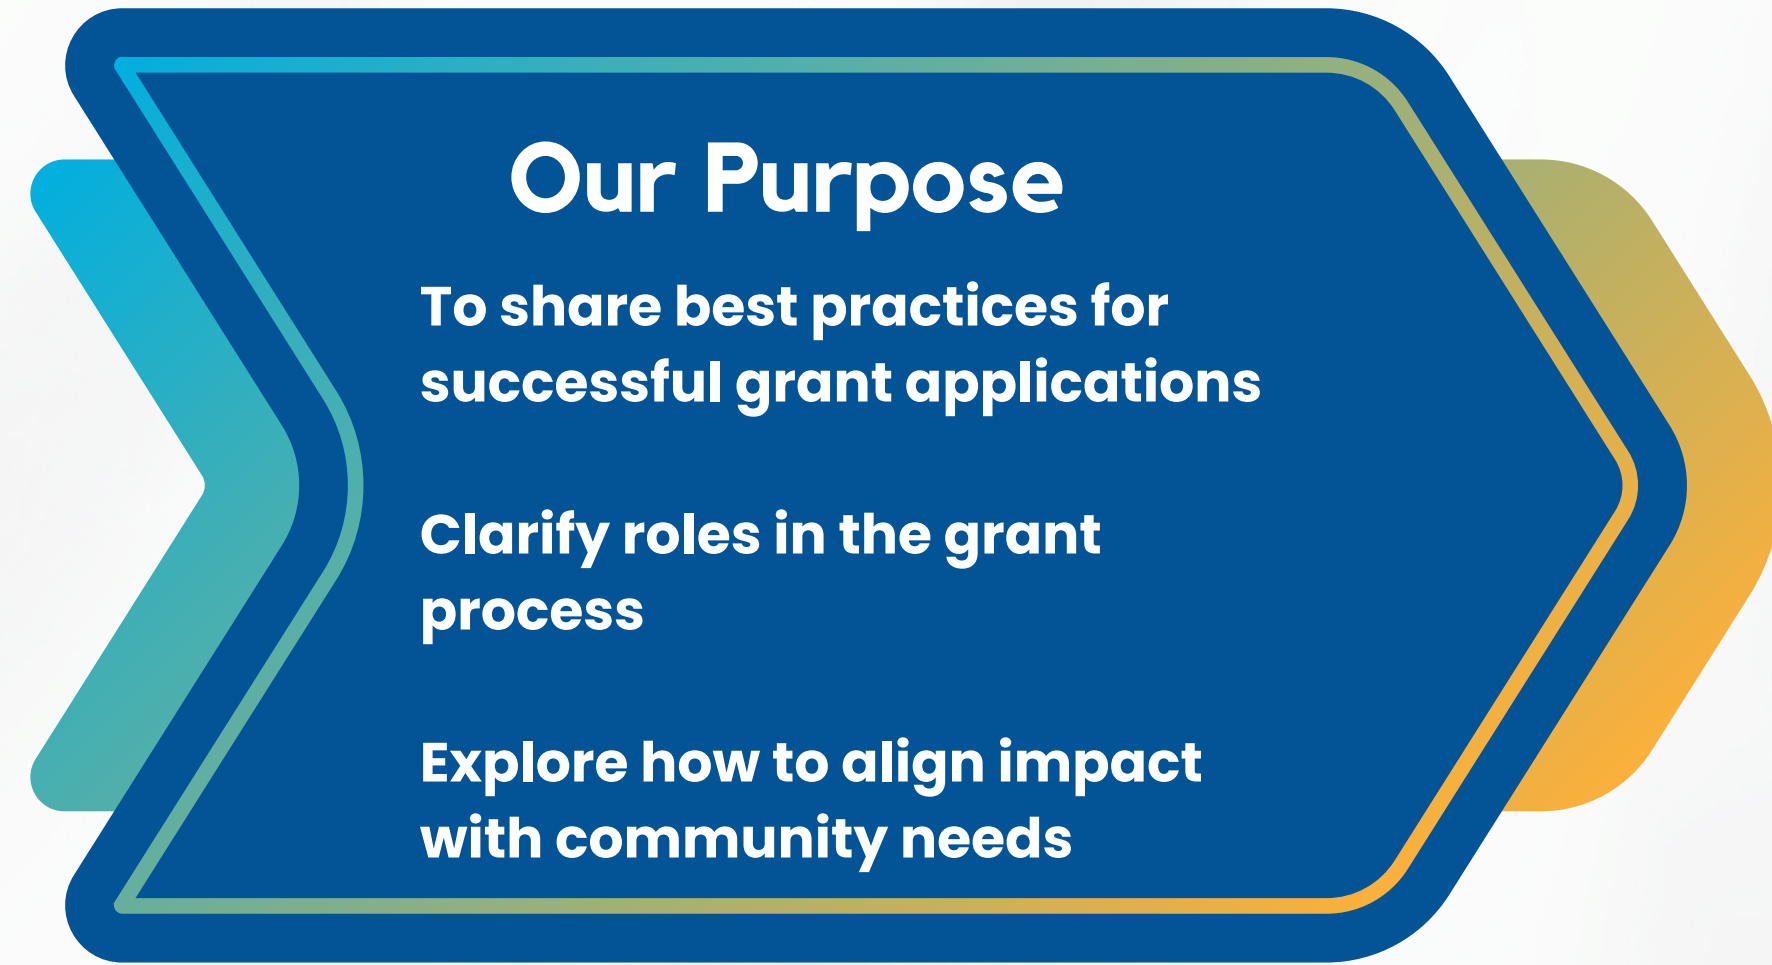 Our Purpose
To share best practices for
successful grant applications
Clarify roles in the grant
process
Explore how to align impact
with community needs